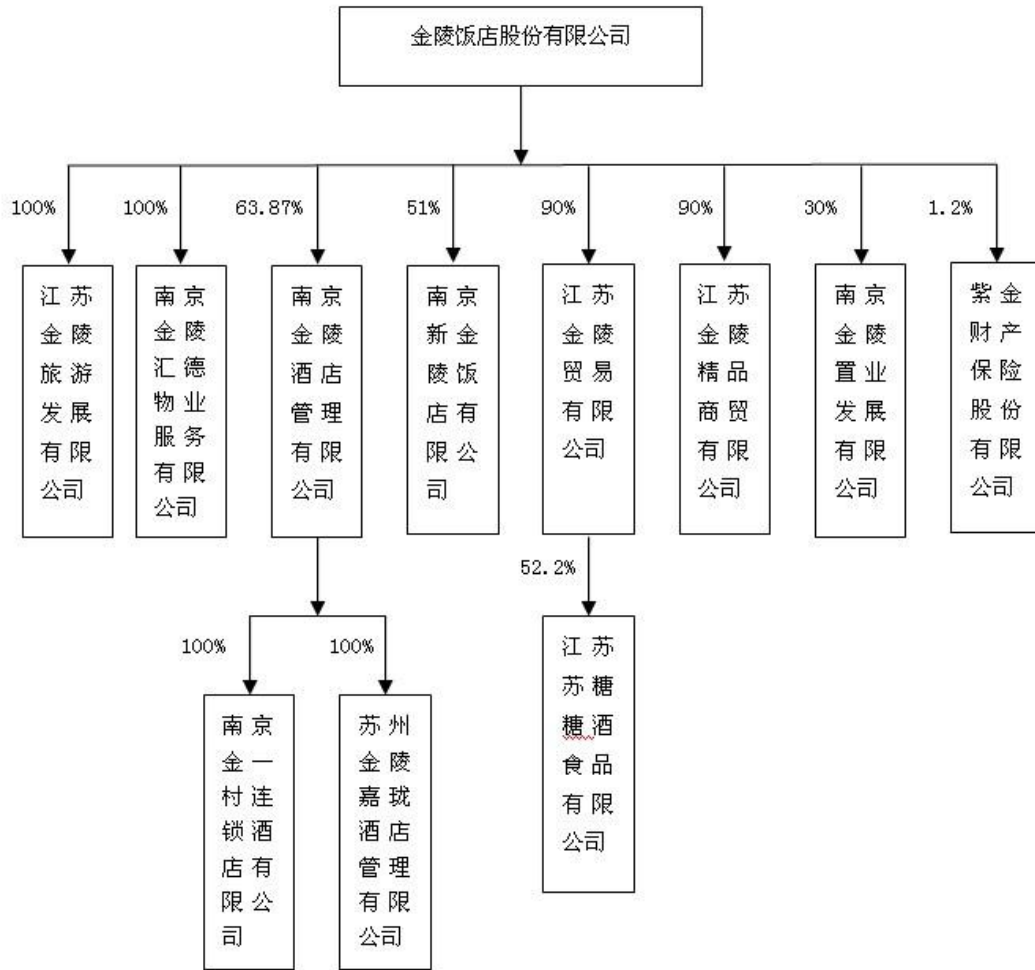 金陵饭店股份有限公司
100%
100%
63.87%
51%
90%
90%
30%
1.2%
江苏
金陵
旅游
发展
有限
公司
南京
金陵
汇德
物业
服务
有限
公司
南京
金陵
酒店
管理
有限
公司
南京
新金
陵饭
店有
限公
司
江苏
金陵
贸易
有限
公司
江苏
金陵
精品
商贸
有限
公司
南京
金陵
置业
发展
有限
公司
紫金
财产
保险
股份
有限
公司
52.2%
100%
100%
南京
金一
村连
锁酒
店有
限公
司
苏州
金陵
嘉珑
酒店
管理
有限
公司
江苏
苏糖
糖酒
食品
有限
公司